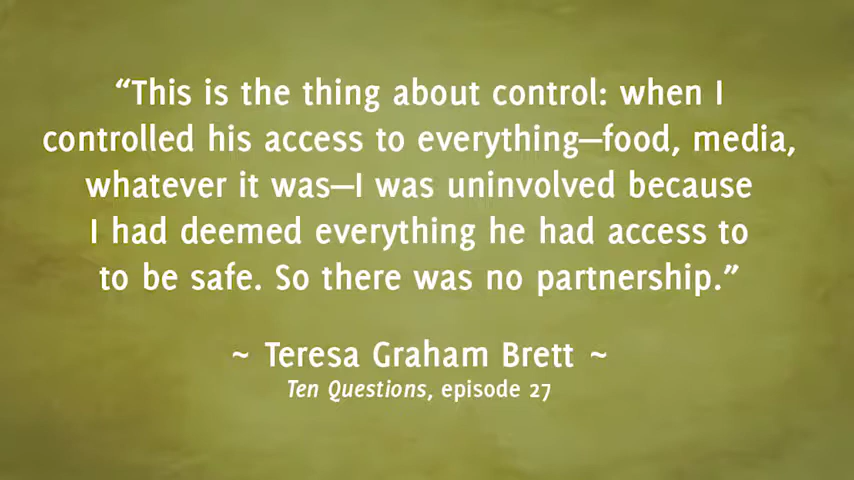 “This is the thing about control: when I
controlled his access to everything—food, media,
whatever it was—I was uninvolved because
I had deemed everything he had access to
to be safe. So there was no partnership.”
~ Teresa Graham Brett ~
Ten Questions, episode 27